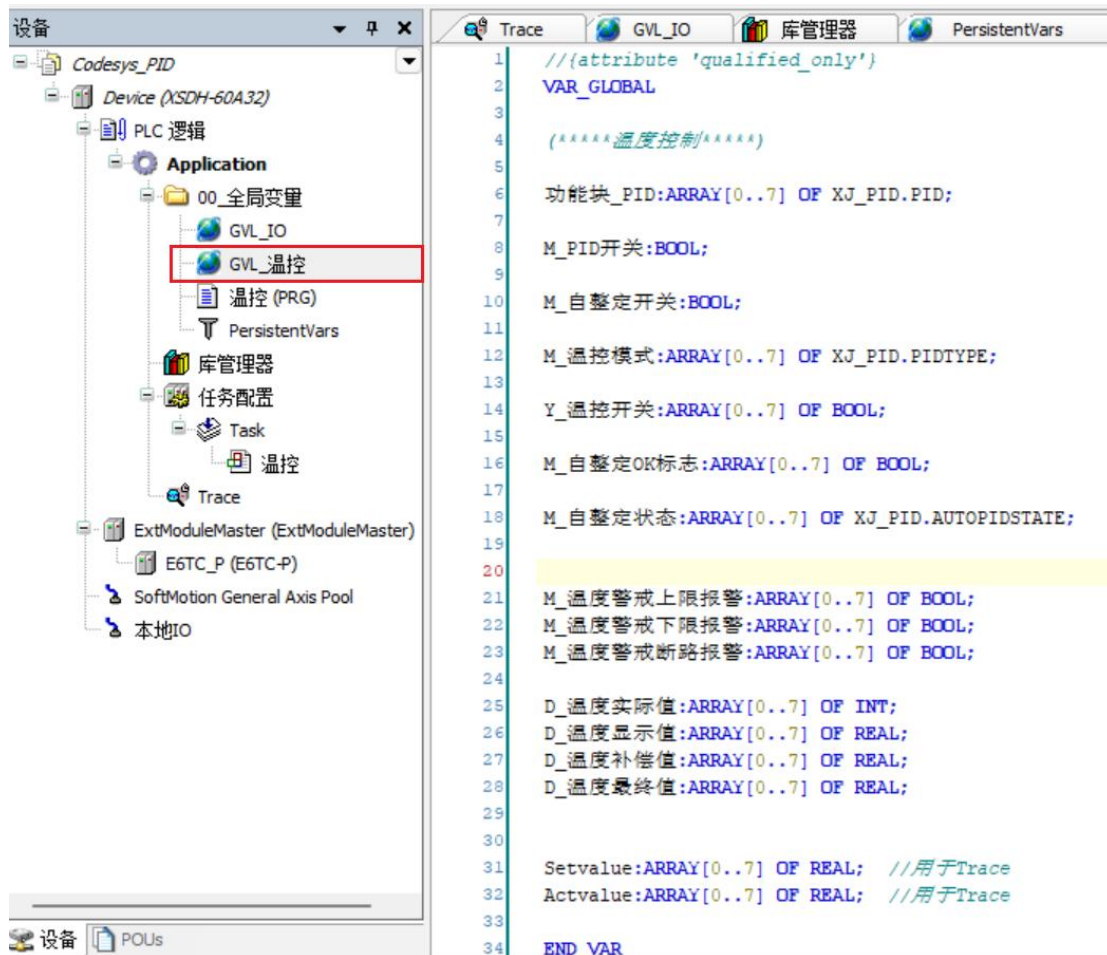 设备
Codesys_PID
Device (XSDH-60A32)
PLC 逻辑
Application
00_全局变量
GVL_IO
GVL_温控
温控 (PRG)
PersistentVars
库管理器
任务配置
Task
温控
Trace
ExtModuleMaster (ExtModuleMaster)
E6TC_P (E6TC-P)
SoftMotion General Axis Pool
本地IO
设备 POUs
Trace GVL_IO 库管理器 PersistentVars
1 //{attribute 'qualified_only'}
2 VAR_GLOBAL
3
4 (*****温度控制*****)
5
6 功能块_PID:ARRAY[0..7] OF XJ_PID.PID;
7
8 M_PID开关:BOOL;
9
10 M_自整定开关:BOOL;
11
12 M_温控模式:ARRAY[0..7] OF XJ_PID.PIDTYPE;
13
14 Y_温控开关:ARRAY[0..7] OF BOOL;
15
16 M_自整定OK标志:ARRAY[0..7] OF BOOL;
17
18 M_自整定状态:ARRAY[0..7] OF XJ_PID.AUTOPIDSTATE;
19
20
21 M_温度警戒上限报警:ARRAY[0..7] OF BOOL;
22 M_温度警戒下限报警:ARRAY[0..7] OF BOOL;
23 M_温度警戒断路报警:ARRAY[0..7] OF BOOL;
24
25 D_温度实际值:ARRAY[0..7] OF INT;
26 D_温度显示值:ARRAY[0..7] OF REAL;
27 D_温度补偿值:ARRAY[0..7] OF REAL;
28 D_温度最终值:ARRAY[0..7] OF REAL;
29
30
31 Setvalue:ARRAY[0..7] OF REAL; //用于Trace
32 Actvalue:ARRAY[0..7] OF REAL; //用于Trace
33
34 END_VAR